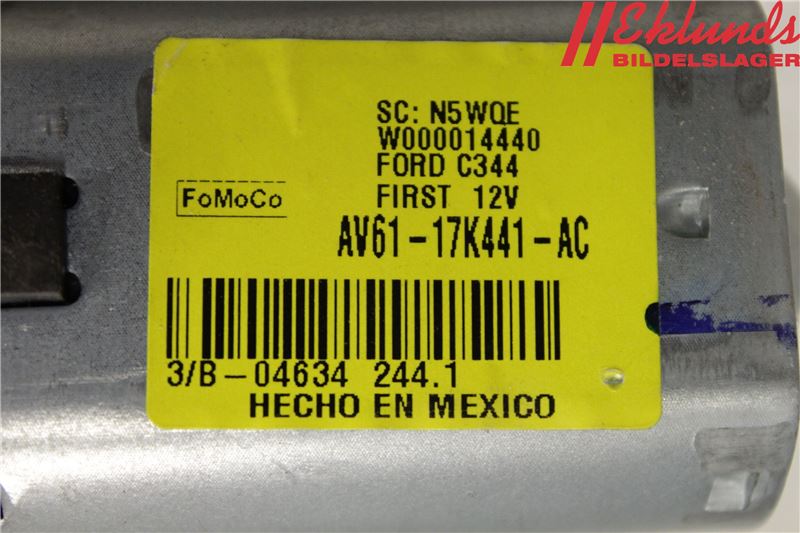 Eklunds
BILDELSLAGER
SC: N5WQE
W000014440
FORD C344
FoMoCo
FIRST 12V
AV61-17K441-AC
3/B-04634 244.1
HECHO EN MEXICO